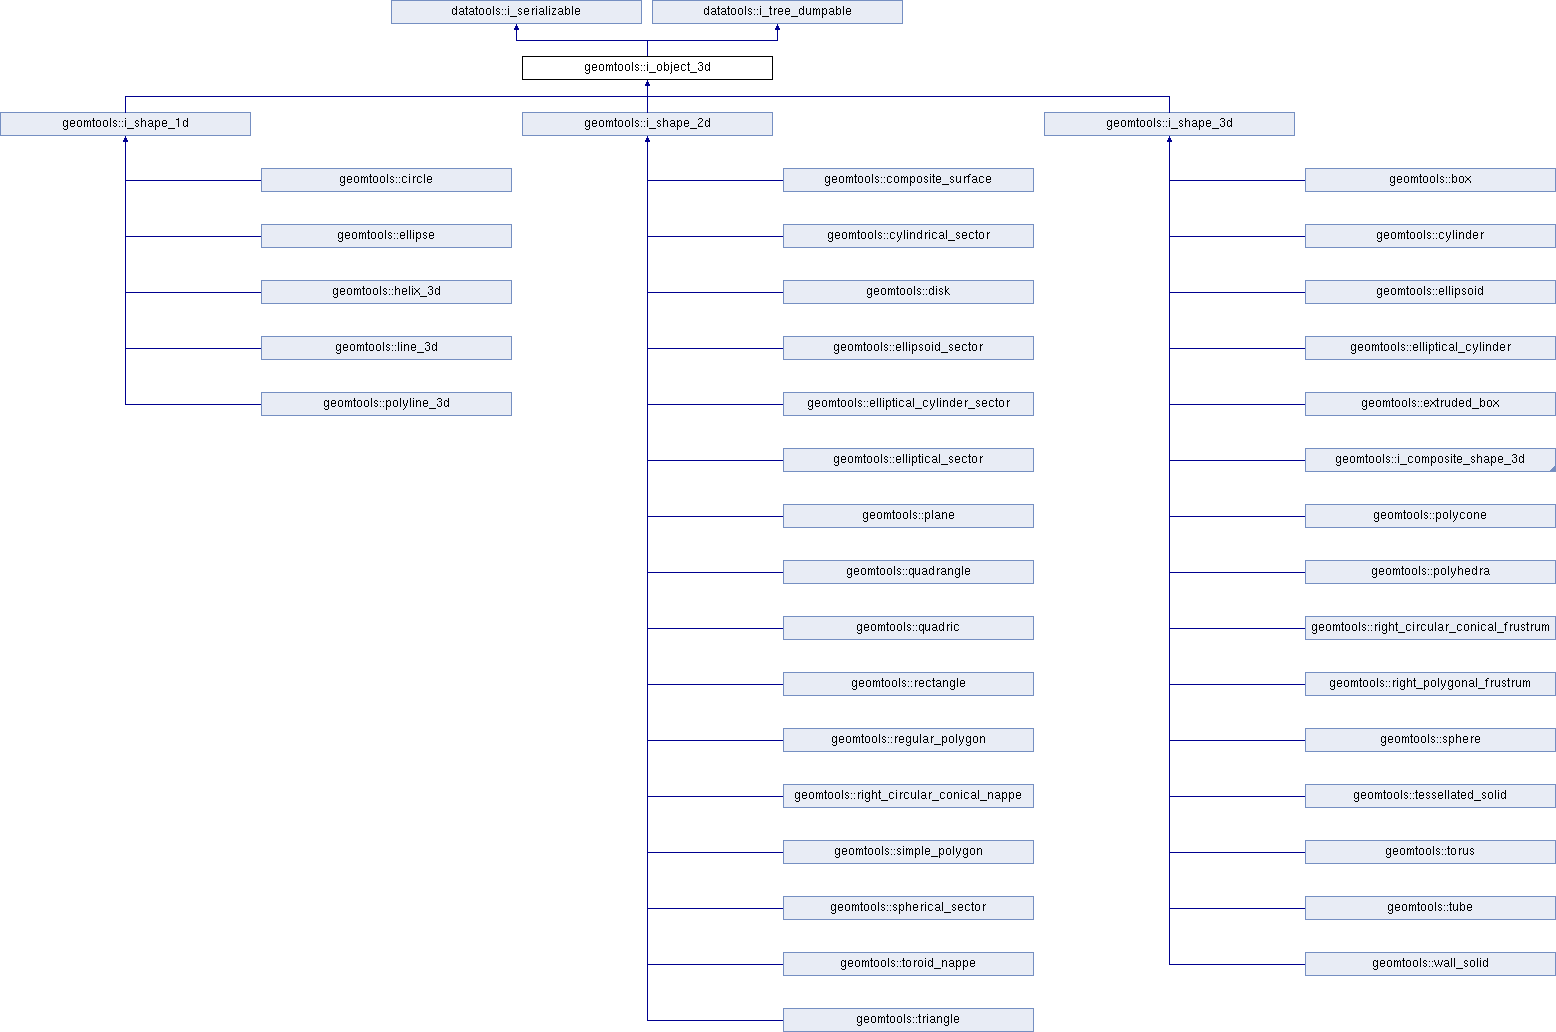 datatools::i_serializable
datatools::i_tree_dumpable
geomtools::i_object_3d
geomtools::i_shape_1d
geomtools::i_shape_2d
geomtools::i_shape_3d
geomtools::circle
geomtools::composite_surface
geomtools::box
geomtools::ellipse
geomtools::cylindrical_sector
geomtools::cylinder
geomtools::helix_3d
geomtools::disk
geomtools::ellipsoid
geomtools::line_3d
geomtools::ellipsoid_sector
geomtools::elliptical_cylinder
geomtools::polyline_3d
geomtools::elliptical_cylinder_sector
geomtools::extruded_box
geomtools::elliptical_sector
geomtools::i_composite_shape_3d
geomtools::plane
geomtools::polycone
geomtools::quadrangle
geomtools::polyhedra
geomtools::quadric
geomtools::right_circular_conical_frustrum
geomtools::rectangle
geomtools::right_polygonal_frustrum
geomtools::regular_polygon
geomtools::sphere
geomtools::right_circular_conical_nappe
geomtools::tessellated_solid
geomtools::simple_polygon
geomtools::torus
geomtools::spherical_sector
geomtools::tube
geomtools::toroid_nappe
geomtools::wall_solid
geomtools::triangle